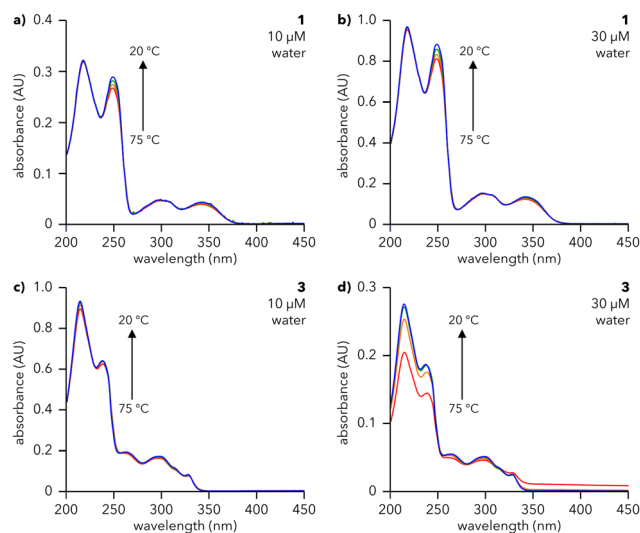 a)
1
10 µM
water
20 °C
75 °C
absorbance (AU)
0.4
0.3
0.2
0.1
0
200 250 300 350 400 450
wavelength (nm)
b)
1
30 µM
water
20 °C
75 °C
absorbance (AU)
1.0
0.8
0.6
0.4
0.2
0
200 250 300 350 400 450
wavelength (nm)
c)
3
10 µM
water
20 °C
75 °C
absorbance (AU)
1.0
0.8
0.6
0.4
0.2
0
200 250 300 350 400 450
wavelength (nm)
d)
3
30 µM
water
20 °C
75 °C
absorbance (AU)
0.3
0.2
0.1
0
200 250 300 350 400 450
wavelength (nm)